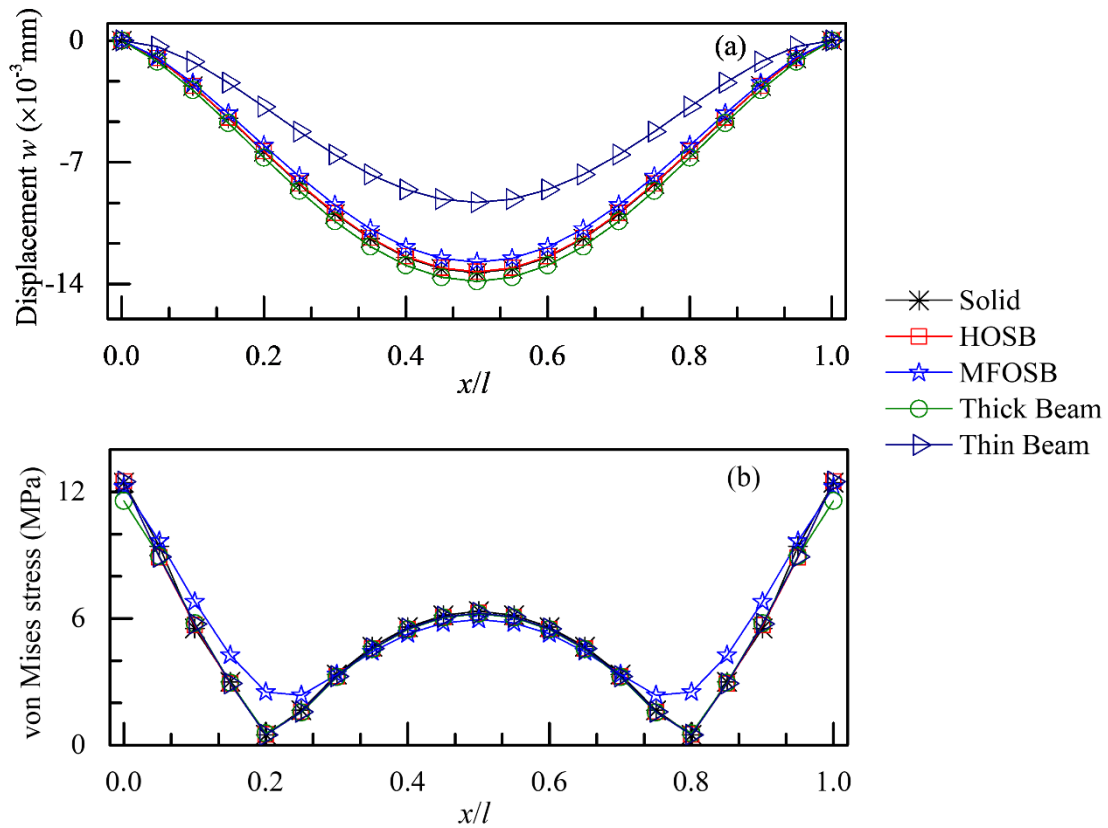 (a)
Displacement w (×10⁻³mm)
0
-7
-14
0.0 0.2 0.4 0.6 0.8 1.0
x/l
Solid
HOSB
MFOSB
Thick Beam
Thin Beam
(b)
von Mises stress (MPa)
12
6
0
0.0 0.2 0.4 0.6 0.8 1.0
x/l